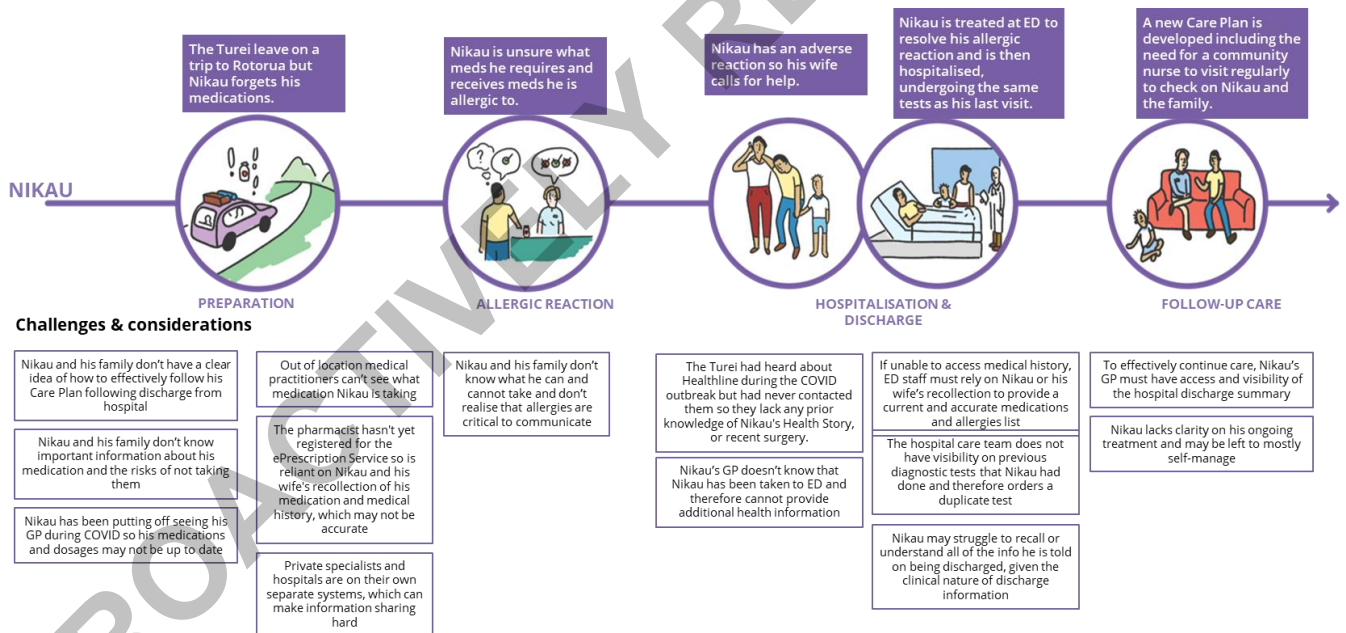 The Turei leave on a
trip to Rotorua but
Nikau forgets his
medications.
Nikau is unsure what
meds he requires and
receives meds he is
allergic to.
Nikau has an adverse
reaction so his wife
calls for help.
Nikau is treated at ED to
resolve his allergic
reaction and is then
hospitalised,
undergoing the same
tests as his last visit.
A new Care Plan is
developed including the
need for a community
nurse to visit regularly
to check on Nikau and
the family.
NIKAU
PREPARATION
ALLERGIC REACTION
HOSPITALISATION &
DISCHARGE
FOLLOW-UP CARE
Challenges & considerations
Nikau and his family don't have a clear
idea of how to effectively follow his
Care Plan following discharge from
hospital
Nikau and his family don't know
important information about his
medication and the risks of not taking
them
Nikau has been putting off seeing his
GP during COVID so his medications
and dosages may not be up to date
Out of location medical
practitioners can't see what
medication Nikau is taking
The pharmacist hasn't yet
registered for the
ePrescription Service so is
reliant on Nikau and his
wife's recollection of his
medication and medical
history, which may not be
accurate
Private specialists and
hospitals are on their own
separate systems, which can
make information sharing
hard
Nikau and his family don't
know what he can and
cannot take and don't
realise that allergies are
critical to communicate
The Turei had heard about
Healthline during the COVID
outbreak but had never contacted
them so they lack any prior
knowledge of Nikau's Health Story,
or recent surgery.
Nikau's GP doesn't know that
Nikau has been taken to ED and
therefore cannot provide
additional health information
If unable to access medical history,
ED staff must rely on Nikau or his
wife's recollection to provide a
current and accurate medications
and allergies list
The hospital care team does not
have visibility on previous
diagnostic tests that Nikau had
done and therefore orders a
duplicate test
Nikau may struggle to recall or
understand all of the info he is told
on being discharged, given the
clinical nature of discharge
information
To effectively continue care, Nikau's
GP must have access and visibility of
the hospital discharge summary
Nikau lacks clarity on his ongoing
treatment and may be left to mostly
self-manage
ROACTIVELY RE